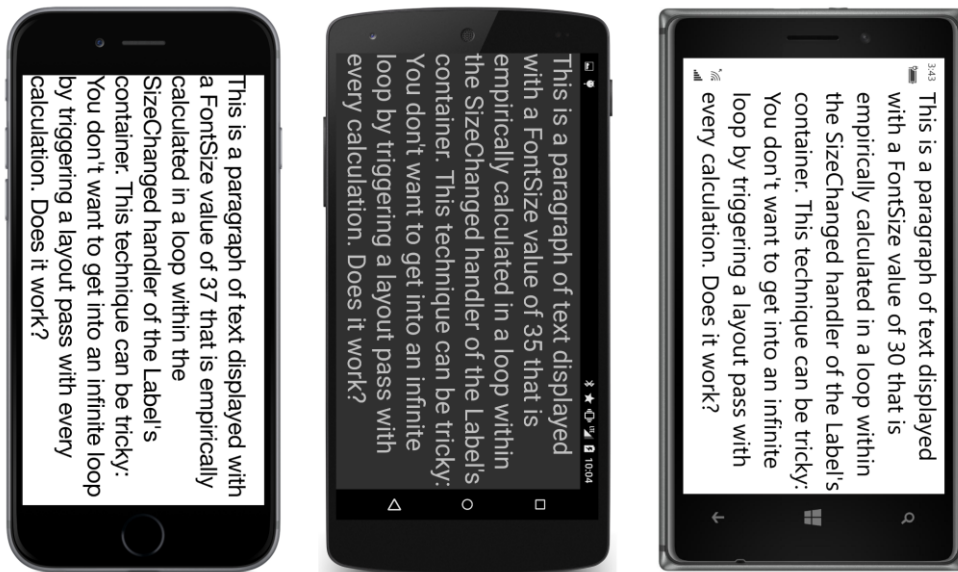 This is a paragraph of text displayed with
a FontSize value of 37 that is empirically
calculated in a loop within the
SizeChanged handler of the Label's
container. This technique can be tricky:
You don't want to get into an infinite loop
by triggering a layout pass with every
calculation. Does it work?
10:04
This is a paragraph of text displayed
with a FontSize value of 35 that is
empirically calculated in a loop within
the SizeChanged handler of the Label's
container. This technique can be tricky:
You don't want to get into an infinite
loop by triggering a layout pass with
every calculation. Does it work?
3:43
This is a paragraph of text displayed
with a FontSize value of 30 that is
empirically calculated in a loop within
the SizeChanged handler of the Label's
container. This technique can be tricky:
You don't want to get into an infinite
loop by triggering a layout pass with
every calculation. Does it work?